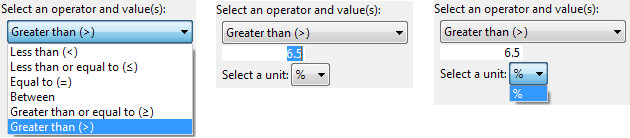 Select an operator and value(s):
Greater than (>)
Less than (<)
Less than or equal to (≤)
Equal to (=)
Between
Greater than or equal to (≥)
Greater than (>)
Select an operator and value(s):
Greater than (>)
6.5
Select a unit: %
Select an operator and value(s):
Greater than (>)
6.5
Select a unit: %
%